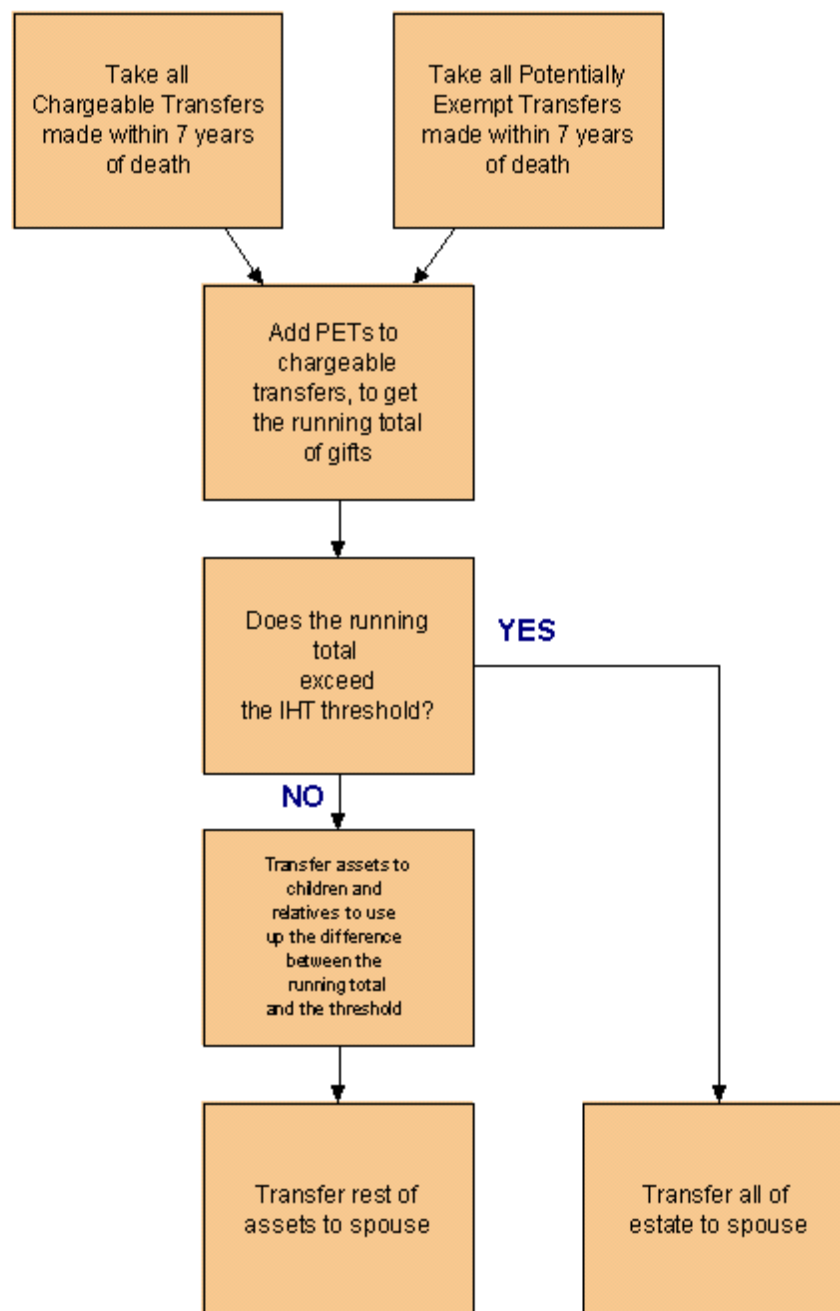 Take all
Chargeable Transfers
made within 7 years
of death
Take all Potentially
Exempt Transfers
made within 7 years
of death
Add PETs to
chargeable
transfers, to get
the running total
of gifts
Does the running
total
exceed
the IHT threshold?
YES
NO
Transfer assets to
children and
relatives to use
up the difference
between the
running total
and the threshold
Transfer rest of
assets to spouse
Transfer all of
estate to spouse